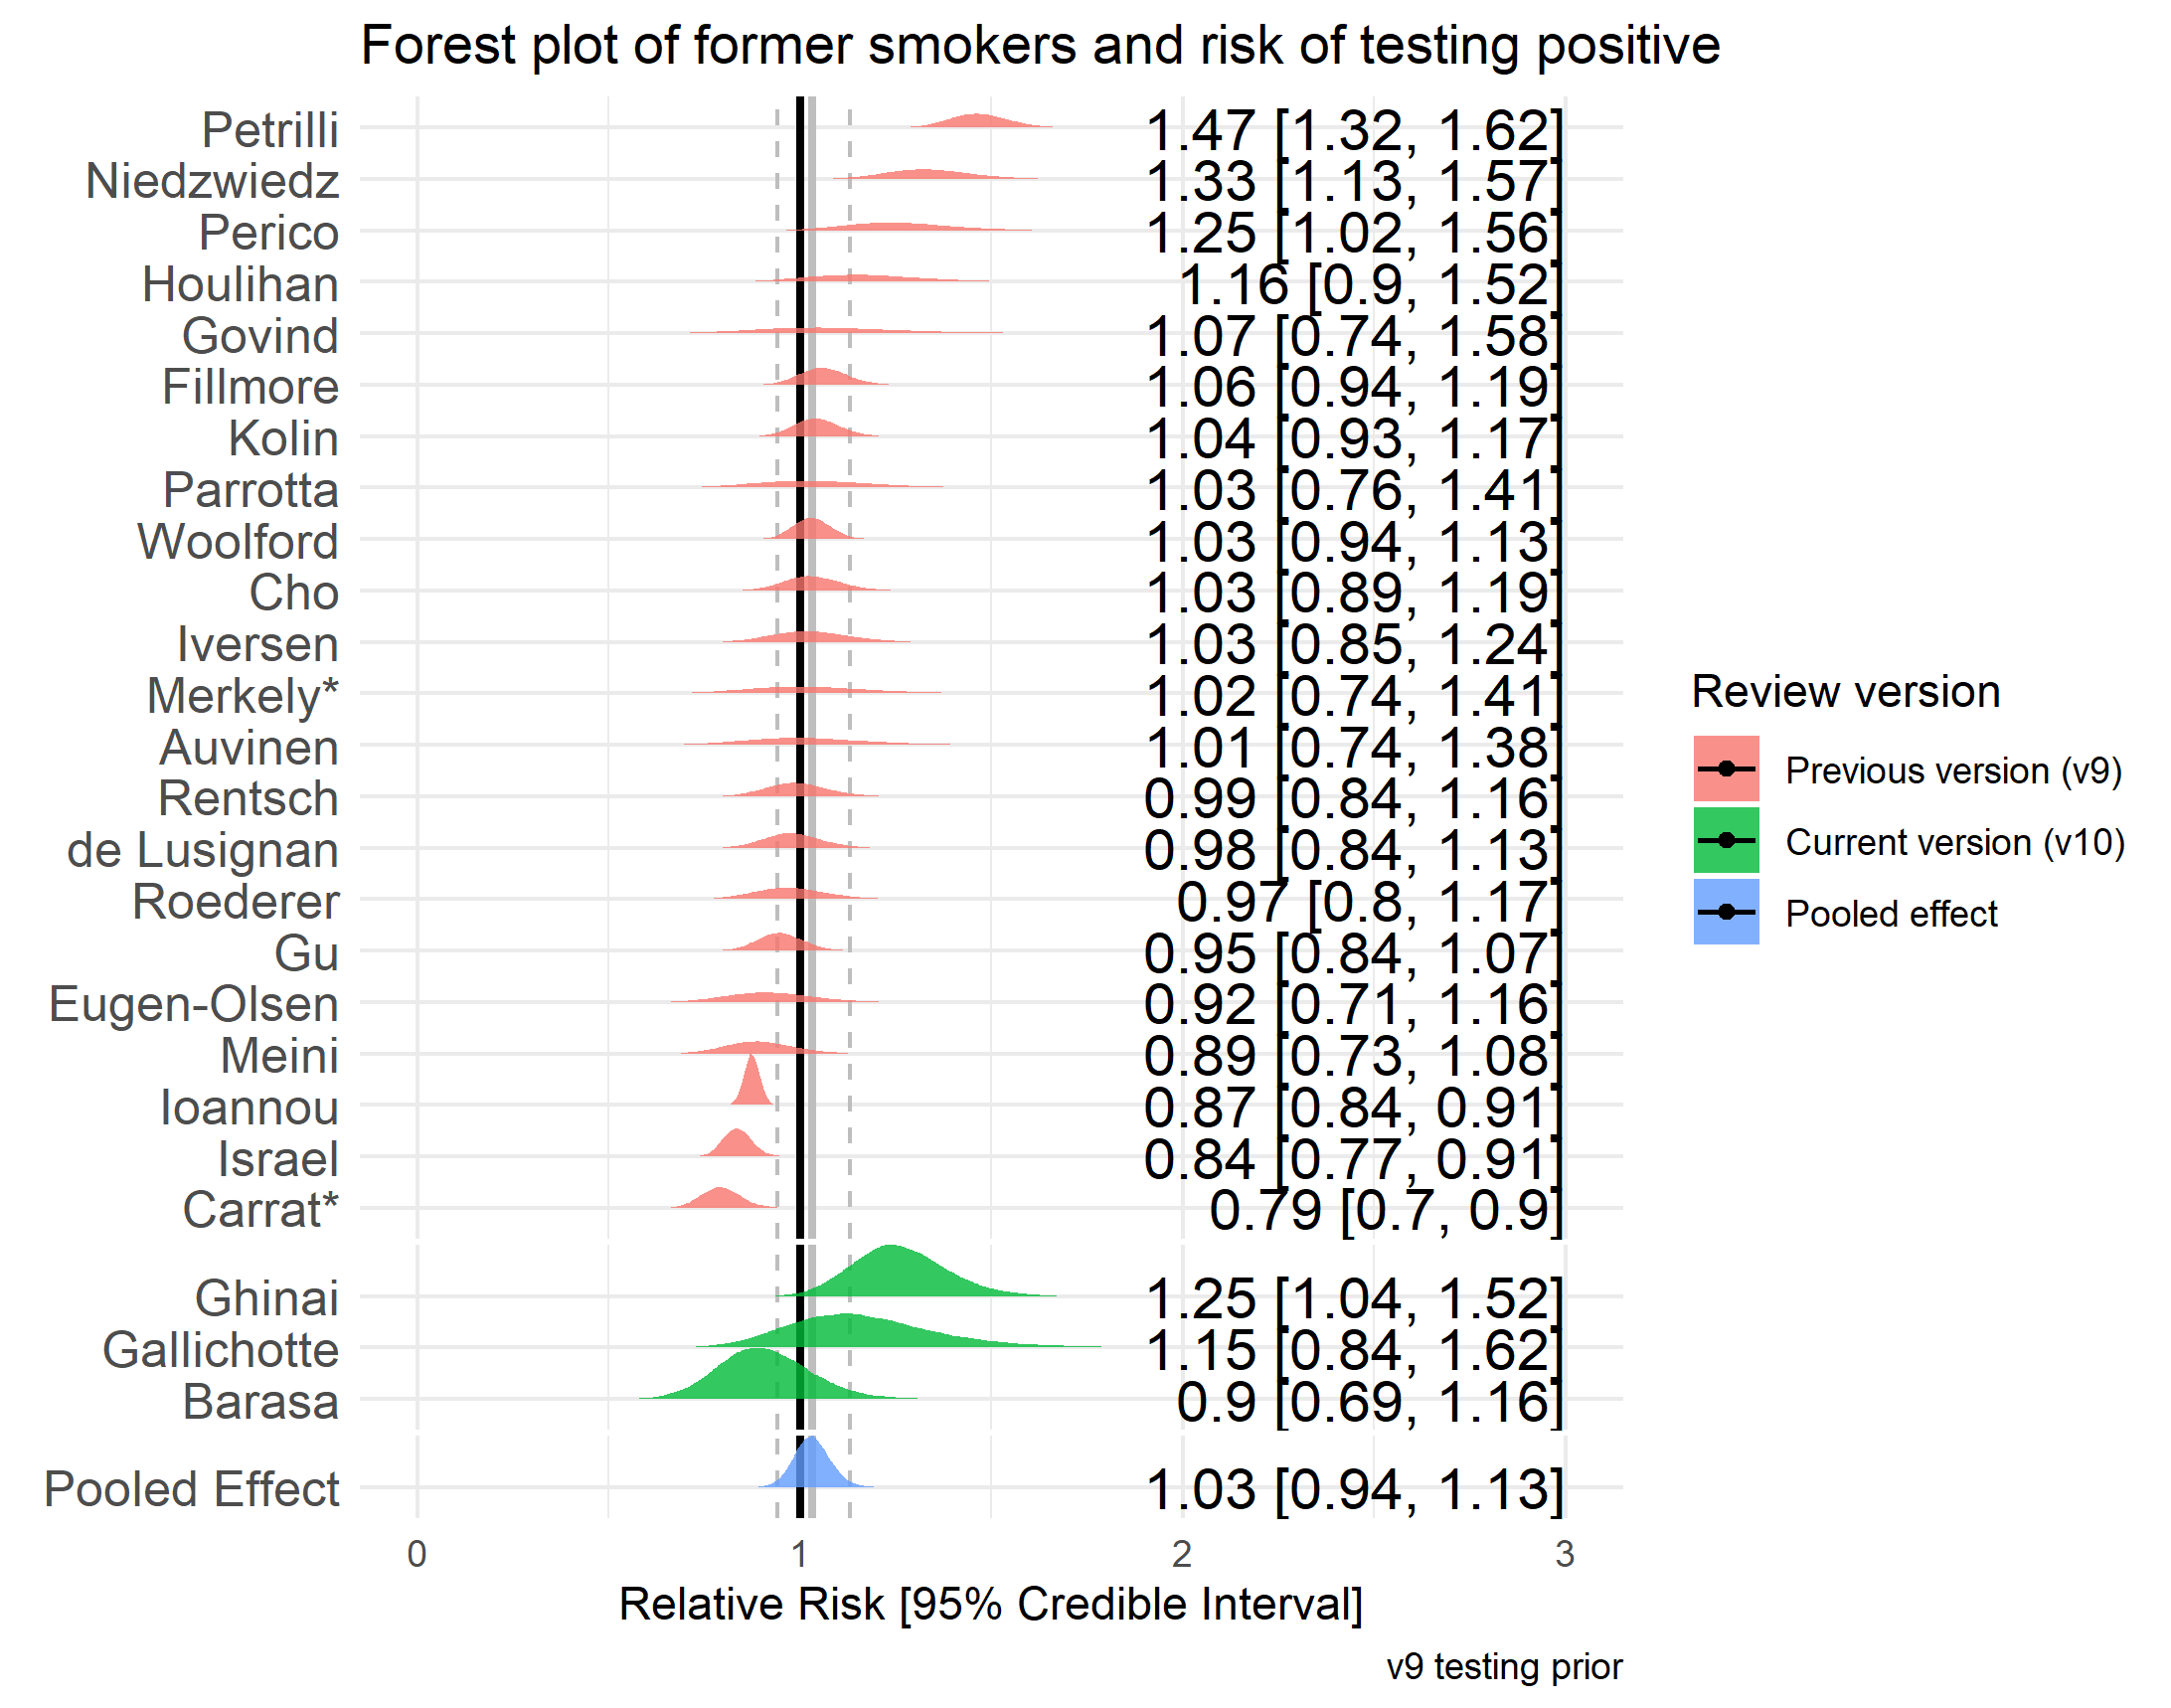 Forest plot of former smokers and risk of testing positive
Petrilli 1.47 [1.32, 1.62]
Niedzwiedz 1.33 [1.13, 1.57]
Perico 1.25 [1.02, 1.56]
Houlihan 1.16 [0.9, 1.52]
Govind 1.07 [0.74, 1.58]
Fillmore 1.06 [0.94, 1.19]
Kolin 1.04 [0.93, 1.17]
Parrotta 1.03 [0.76, 1.41]
Woolford 1.03 [0.94, 1.13]
Cho 1.03 [0.89, 1.19]
Iversen 1.03 [0.85, 1.24]
Merkely* 1.02 [0.74, 1.41]
Auvinen 1.01 [0.74, 1.38]
Rentsch 0.99 [0.84, 1.16]
de Lusignan 0.98 [0.84, 1.13]
Roederer 0.97 [0.8, 1.17]
Gu 0.95 [0.84, 1.07]
Eugen-Olsen 0.92 [0.71, 1.16]
Meini 0.89 [0.73, 1.08]
Ioannou 0.87 [0.84, 0.91]
Israel 0.84 [0.77, 0.91]
Carrat* 0.79 [0.7, 0.9]
Ghinai 1.25 [1.04, 1.52]
Gallichotte 1.15 [0.84, 1.62]
Barasa 0.9 [0.69, 1.16]
Pooled Effect 1.03 [0.94, 1.13]
0 1 2 3
Relative Risk [95% Credible Interval]
v9 testing prior
Review version
Previous version (v9)
Current version (v10)
Pooled effect